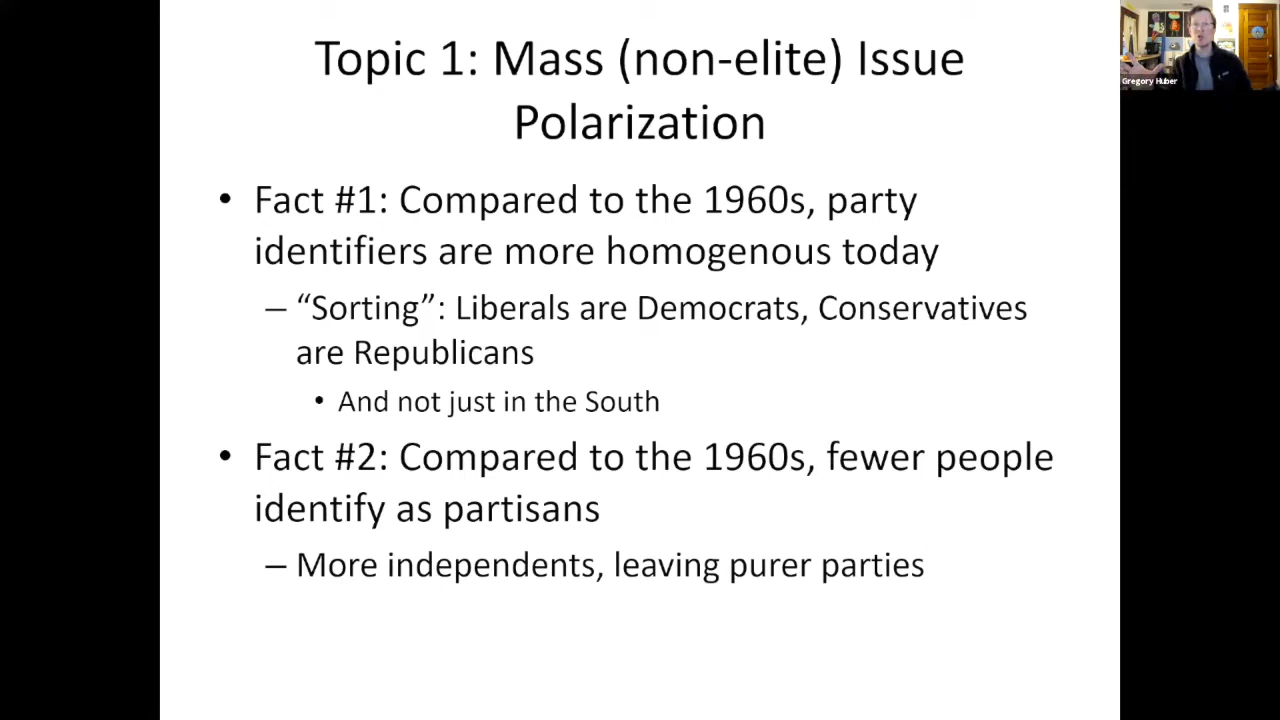 Topic 1: Mass (non-elite) Issue
Polarization
• Fact #1: Compared to the 1960s, party
identifiers are more homogenous today
– “Sorting”: Liberals are Democrats, Conservatives
are Republicans
• And not just in the South
• Fact #2: Compared to the 1960s, fewer people
identify as partisans
– More independents, leaving purer parties
Gregory Huber